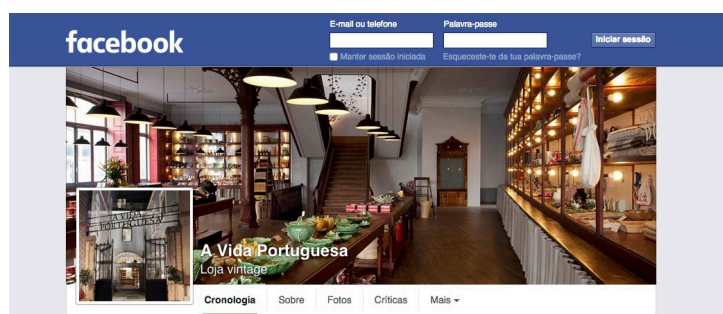 E-mail ou telefone
Palavra-passe
facebook
Iniciar sessão
Manter sessão iniciada
Esqueceste-te da tua palavra-passe?
A VIDA
PORTUGUESA
A Vida Portuguesa
Loja vintage
Cronologia
Sobre
Fotos
Críticas
Mais